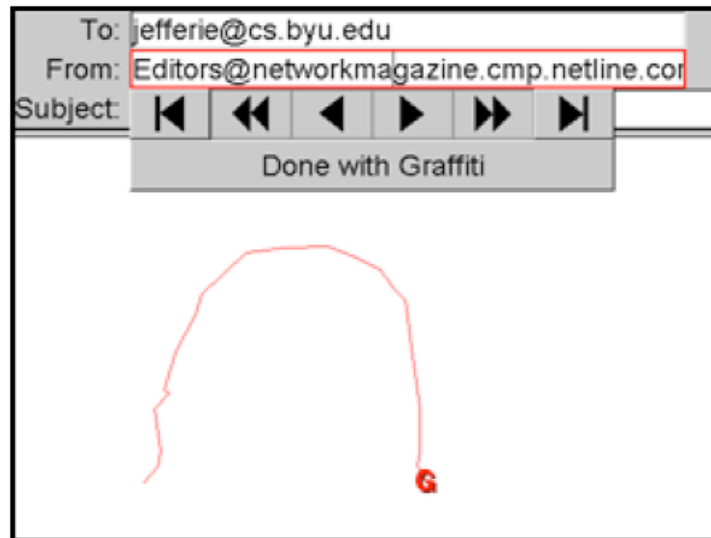 To: jefferie@cs.byu.edu
From: Editors@networkmagazine.cmp.netline.cor
Subject:
Done with Graffiti
G